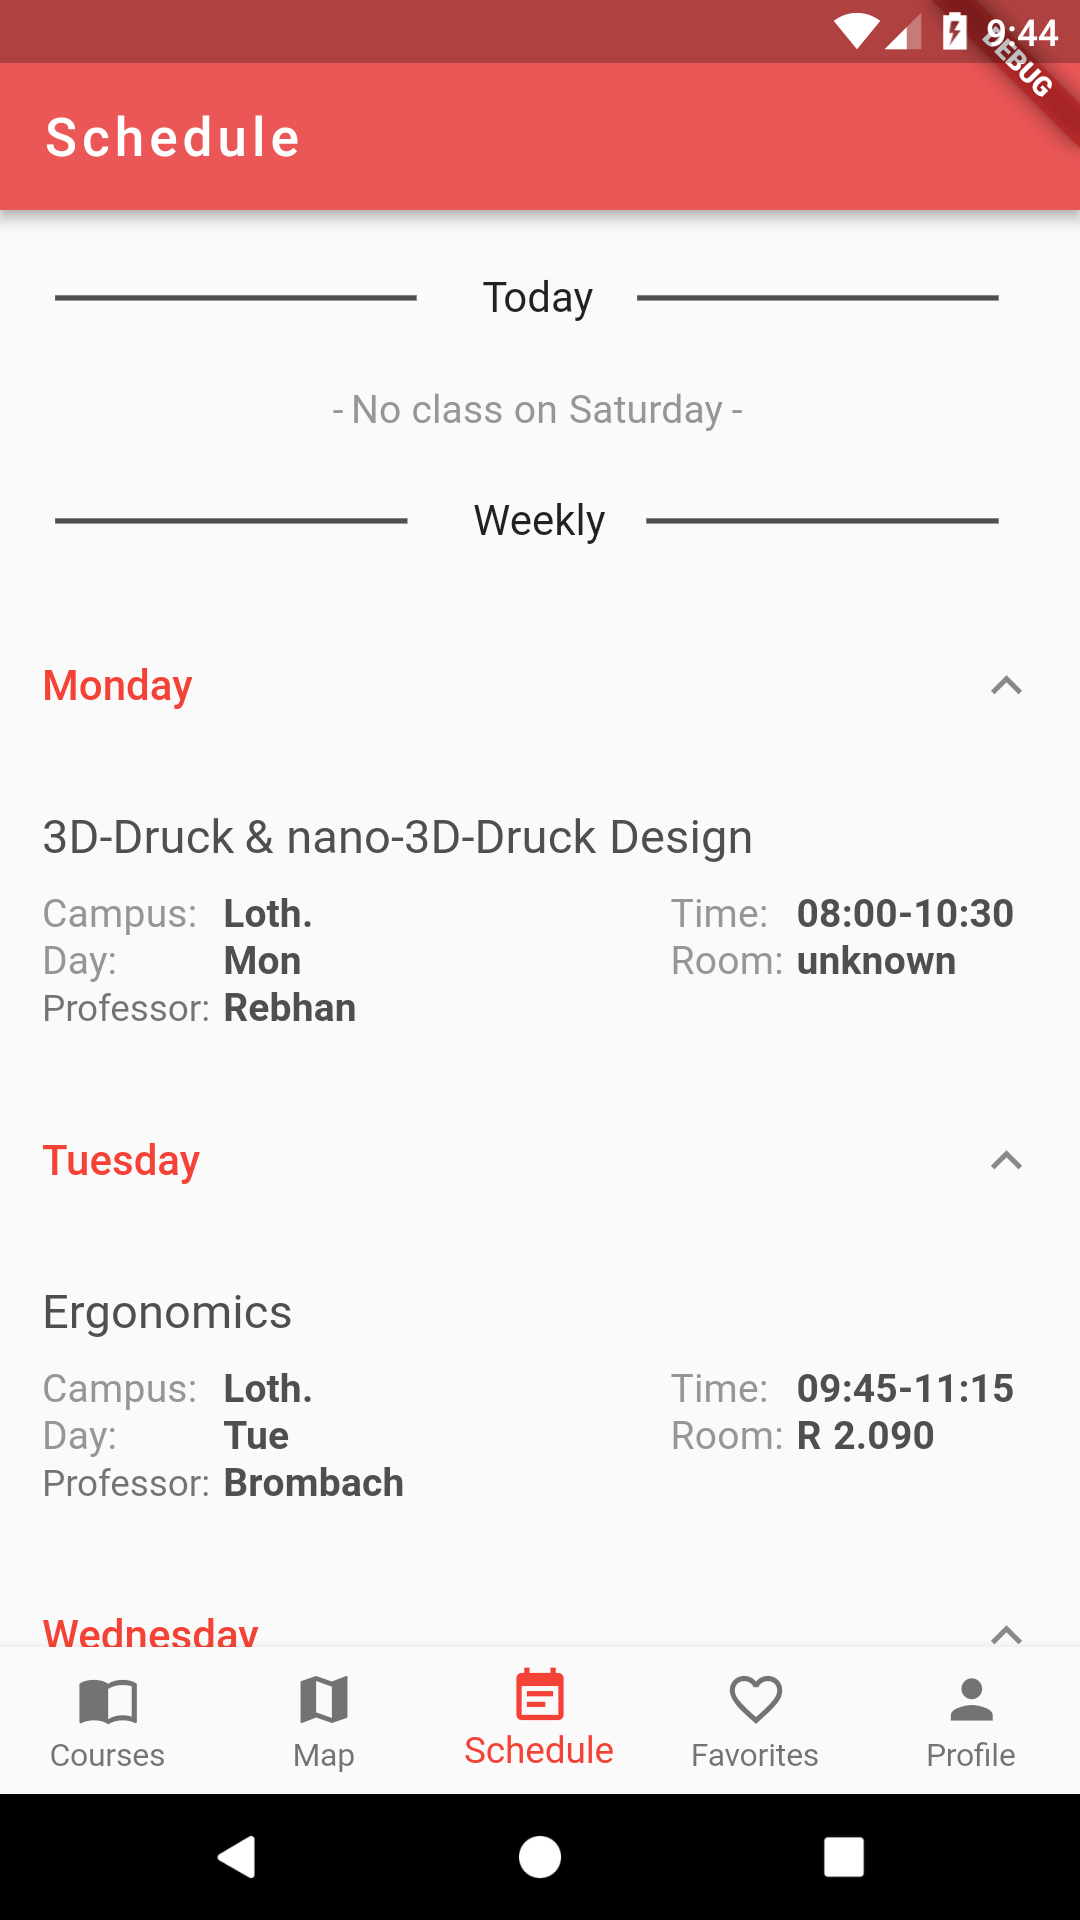 9:44
DEBUG
Schedule
Today
- No class on Saturday -
Weekly
Monday
3D-Druck & nano-3D-Druck Design
Campus: Loth. Time: 08:00-10:30
Day: Mon Room: unknown
Professor: Rebhan
Tuesday
Ergonomics
Campus: Loth. Time: 09:45-11:15
Day: Tue Room: R 2.090
Professor: Brombach
Wednesday
Courses Map Schedule Favorites Profile